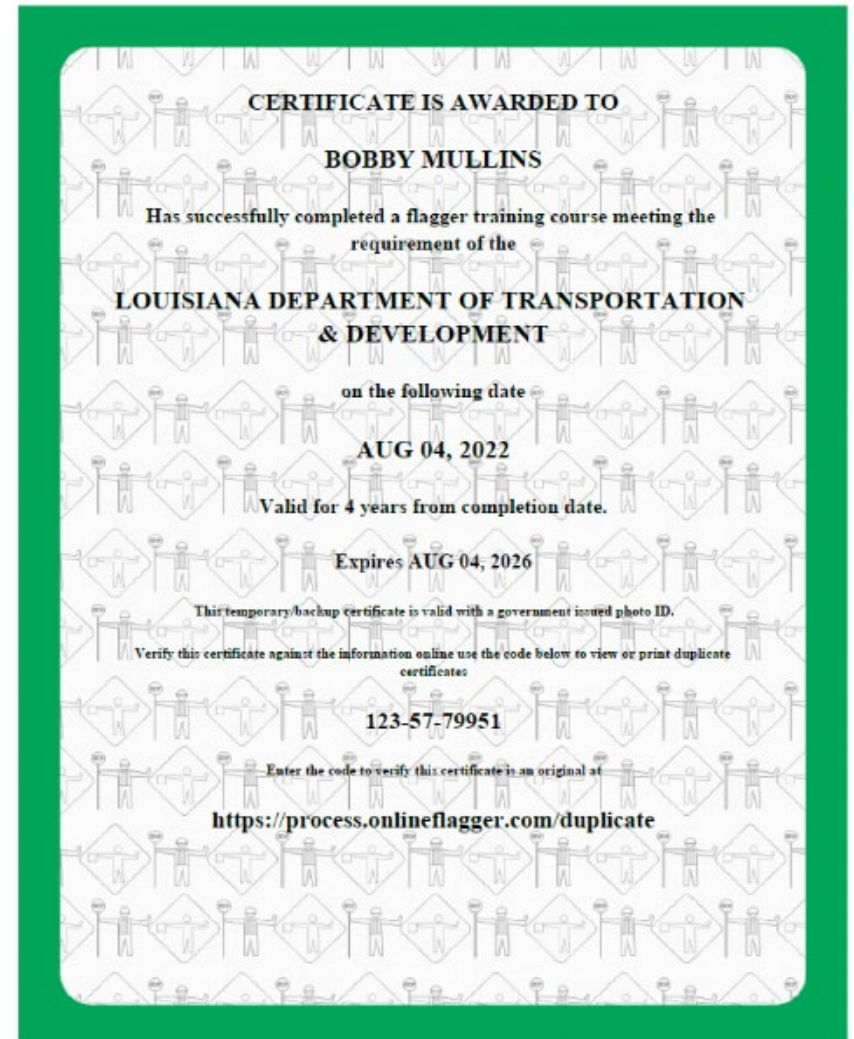 CERTIFICATE IS AWARDED TO
BOBBY MULLINS
Has successfully completed a flagger training course meeting the
requirement of the
LOUISIANA DEPARTMENT OF TRANSPORTATION
& DEVELOPMENT
on the following date
AUG 04, 2022
Valid for 4 years from completion date.
Expires AUG 04, 2026
This temporary/backup certificate is valid with a government issued photo ID.
Verify this certificate against the information online use the code below to view or print duplicate
certificates
123-57-79951
Enter the code to verify this certificate is an original at
https://process.onlineflagger.com/duplicate